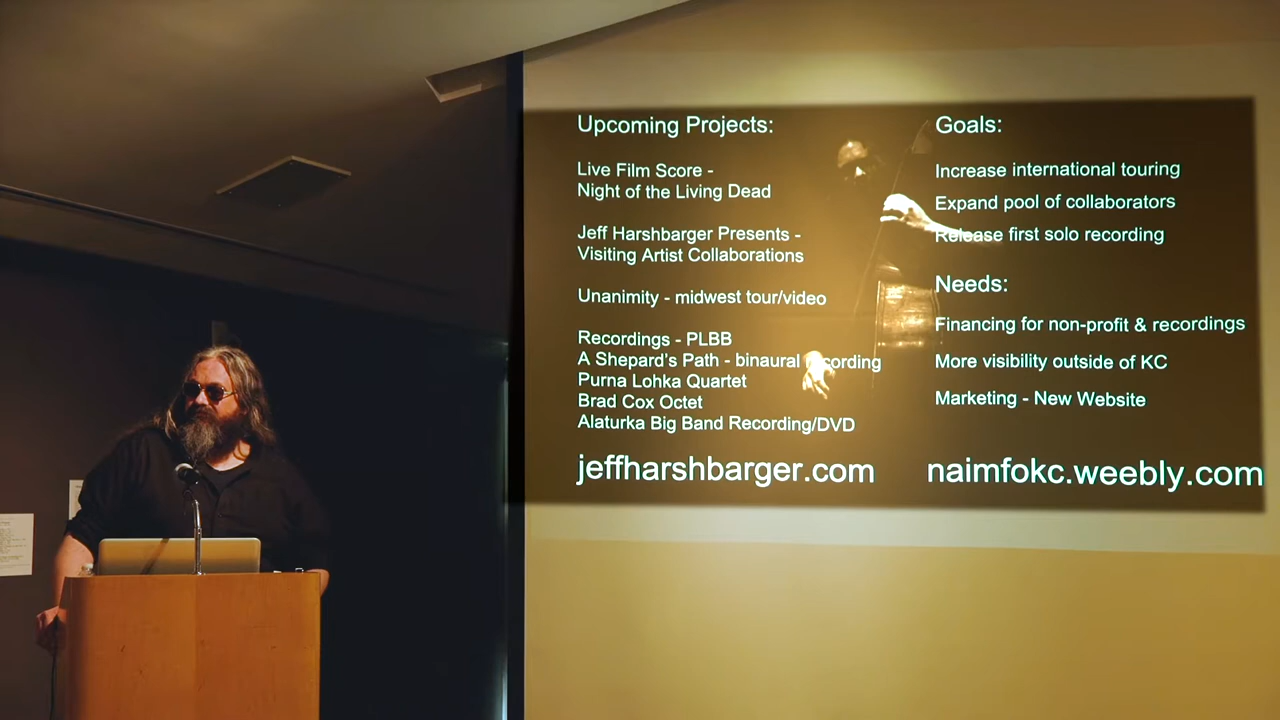 Upcoming Projects:
Live Film Score -
Night of the Living Dead
Jeff Harshbarger Presents -
Visiting Artist Collaborations
Unanimity - midwest tour/video
Recordings - PLBB
A Shepard's Path - binaural recording
Purna Lohka Quartet
Brad Cox Octet
Alaturka Big Band Recording/DVD
jeffharshbarger.com
Goals:
Increase international touring
Expand pool of collaborators
Release first solo recording
Needs:
Financing for non-profit & recordings
More visibility outside of KC
Marketing - New Website
naimfokc.weebly.com